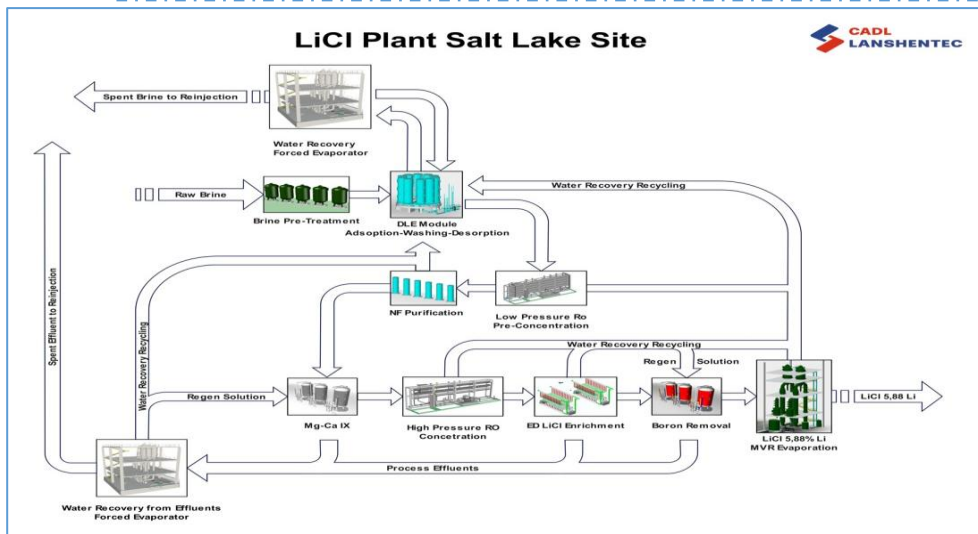 LiCl Plant Salt Lake Site
CADL
LANSHENTEC
Spent Brine to Reinjection
Water Recovery
Forced Evaporator
Raw Brine
Brine Pre-Treatment
DLE Module
Adsoption-Washing-Desorption
Water Recovery Recycling
NF Purification
Low Pressure Ro
Pre-Concentration
Spent Effluent to Reinjection
Water Recovery Recycling
Water Recovery Recycling
Regen Solution
Regen Solution
Mg-Ca IX
High Pressure RO
Concetration
ED LiCl Enrichment
Boron Removal
LiCl 5,88% Li
MVR Evaporation
LiCl 5,88 Li
Process Effluents
Water Recovery from Effluents
Forced Evaporator